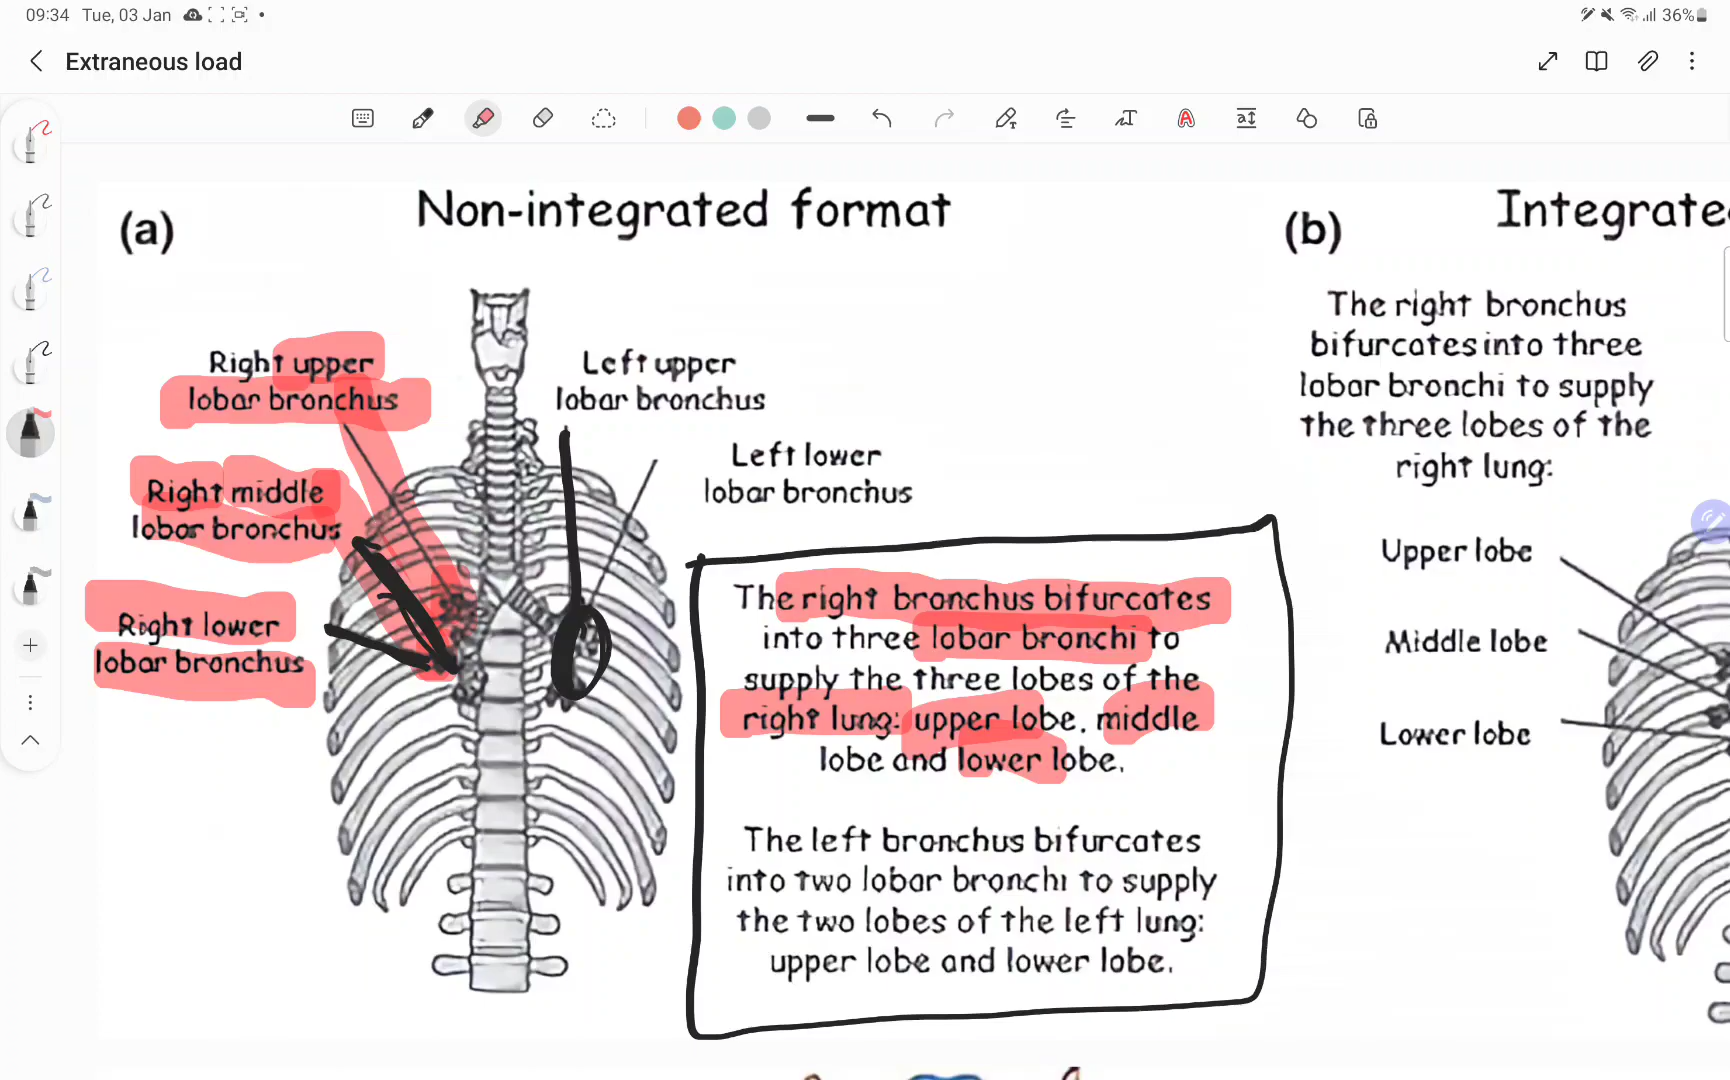 09:34 Tue, 03 Jan
36%
Extraneous load
(a)
Non-integrated format
Right upper
lobar bronchus
Left upper
lobar bronchus
Right middle
lobar bronchus
Left lower
lobar bronchus
Right lower
lobar bronchus
The right bronchus bifurcates
into three lobar bronchi to
supply the three lobes of the
right lung: upper lobe, middle
lobe and lower lobe.
The left bronchus bifurcates
into two lobar bronchi to supply
the two lobes of the left lung:
upper lobe and lower lobe.
(b)
The right bronchus
bifurcates into three
lobar bronchi to supply
the three lobes of the
right lung:
Upper lobe
Middle lobe
Lower lobe